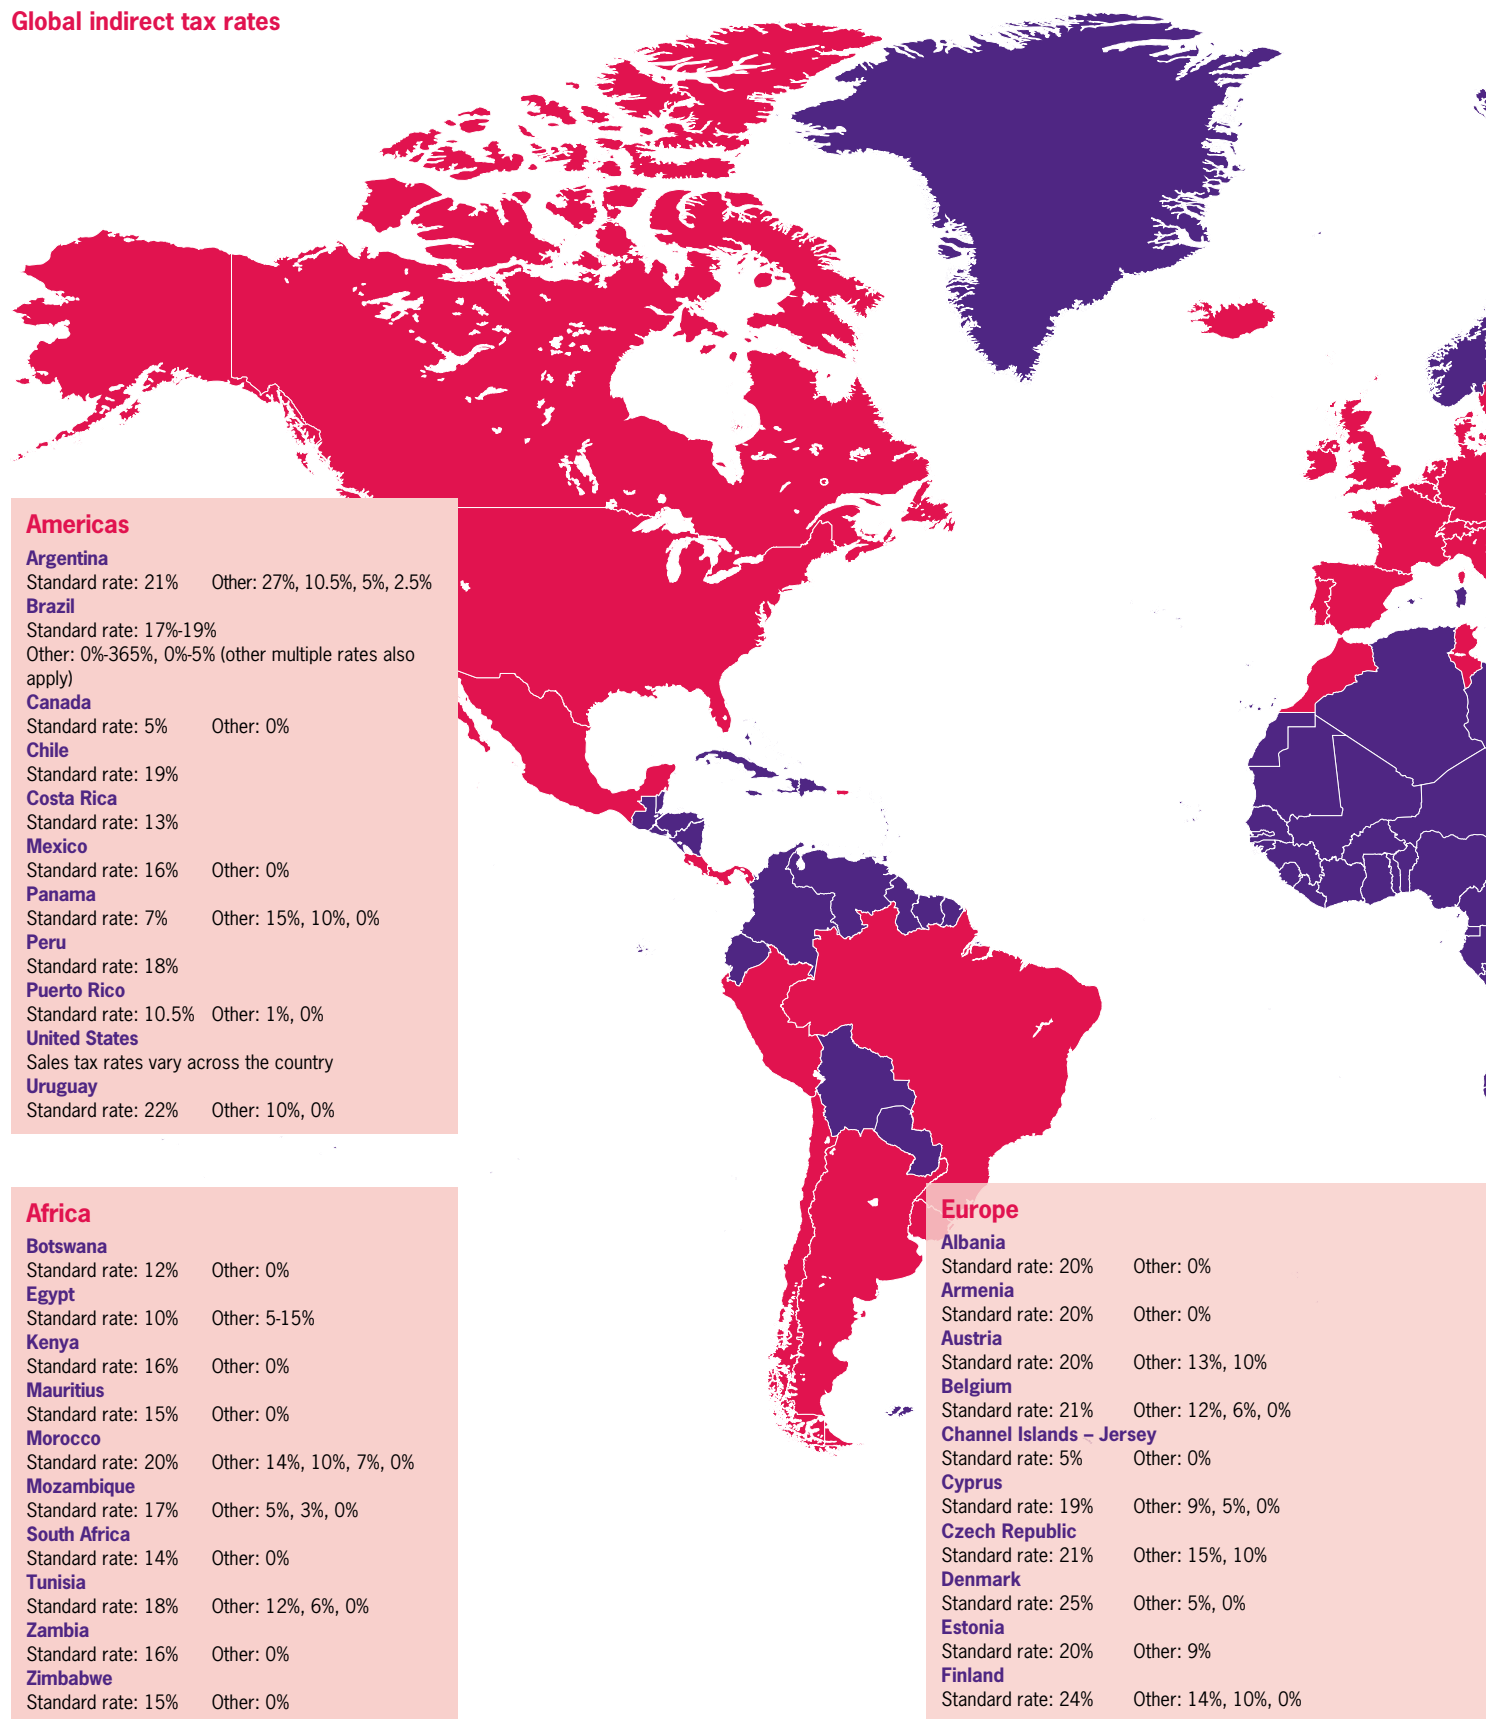 Global indirect tax rates
Americas
Argentina
Standard rate: 21% Other: 27%, 10.5%, 5%, 2.5%
Brazil
Standard rate: 17%-19%
Other: 0%-365%, 0%-5% (other multiple rates also
apply)
Canada
Standard rate: 5% Other: 0%
Chile
Standard rate: 19%
Costa Rica
Standard rate: 13%
Mexico
Standard rate: 16% Other: 0%
Panama
Standard rate: 7% Other: 15%, 10%, 0%
Peru
Standard rate: 18%
Puerto Rico
Standard rate: 10.5% Other: 1%, 0%
United States
Sales tax rates vary across the country
Uruguay
Standard rate: 22% Other: 10%, 0%
Africa
Botswana
Standard rate: 12% Other: 0%
Egypt
Standard rate: 10% Other: 5-15%
Kenya
Standard rate: 16% Other: 0%
Mauritius
Standard rate: 15% Other: 0%
Morocco
Standard rate: 20% Other: 14%, 10%, 7%, 0%
Mozambique
Standard rate: 17% Other: 5%, 3%, 0%
South Africa
Standard rate: 14% Other: 0%
Tunisia
Standard rate: 18% Other: 12%, 6%, 0%
Zambia
Standard rate: 16% Other: 0%
Zimbabwe
Standard rate: 15% Other: 0%
Europe
Albania
Standard rate: 20% Other: 0%
Armenia
Standard rate: 20% Other: 0%
Austria
Standard rate: 20% Other: 13%, 10%
Belgium
Standard rate: 21% Other: 12%, 6%, 0%
Channel Islands – Jersey
Standard rate: 5% Other: 0%
Cyprus
Standard rate: 19% Other: 9%, 5%, 0%
Czech Republic
Standard rate: 21% Other: 15%, 10%
Denmark
Standard rate: 25% Other: 5%, 0%
Estonia
Standard rate: 20% Other: 9%
Finland
Standard rate: 24% Other: 14%, 10%, 0%